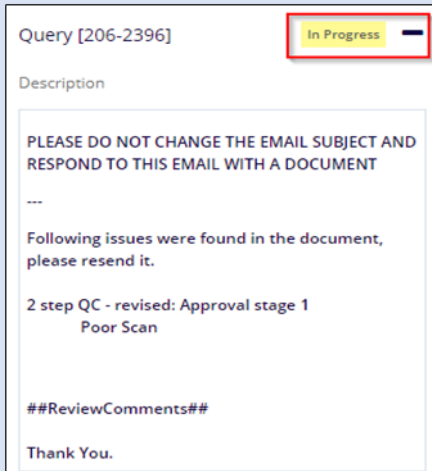 Query [206-2396]
In Progress
Description
PLEASE DO NOT CHANGE THE EMAIL SUBJECT AND
RESPOND TO THIS EMAIL WITH A DOCUMENT
---
Following issues were found in the document,
please resend it.
2 step QC - revised: Approval stage 1
Poor Scan
##ReviewComments##
Thank You.